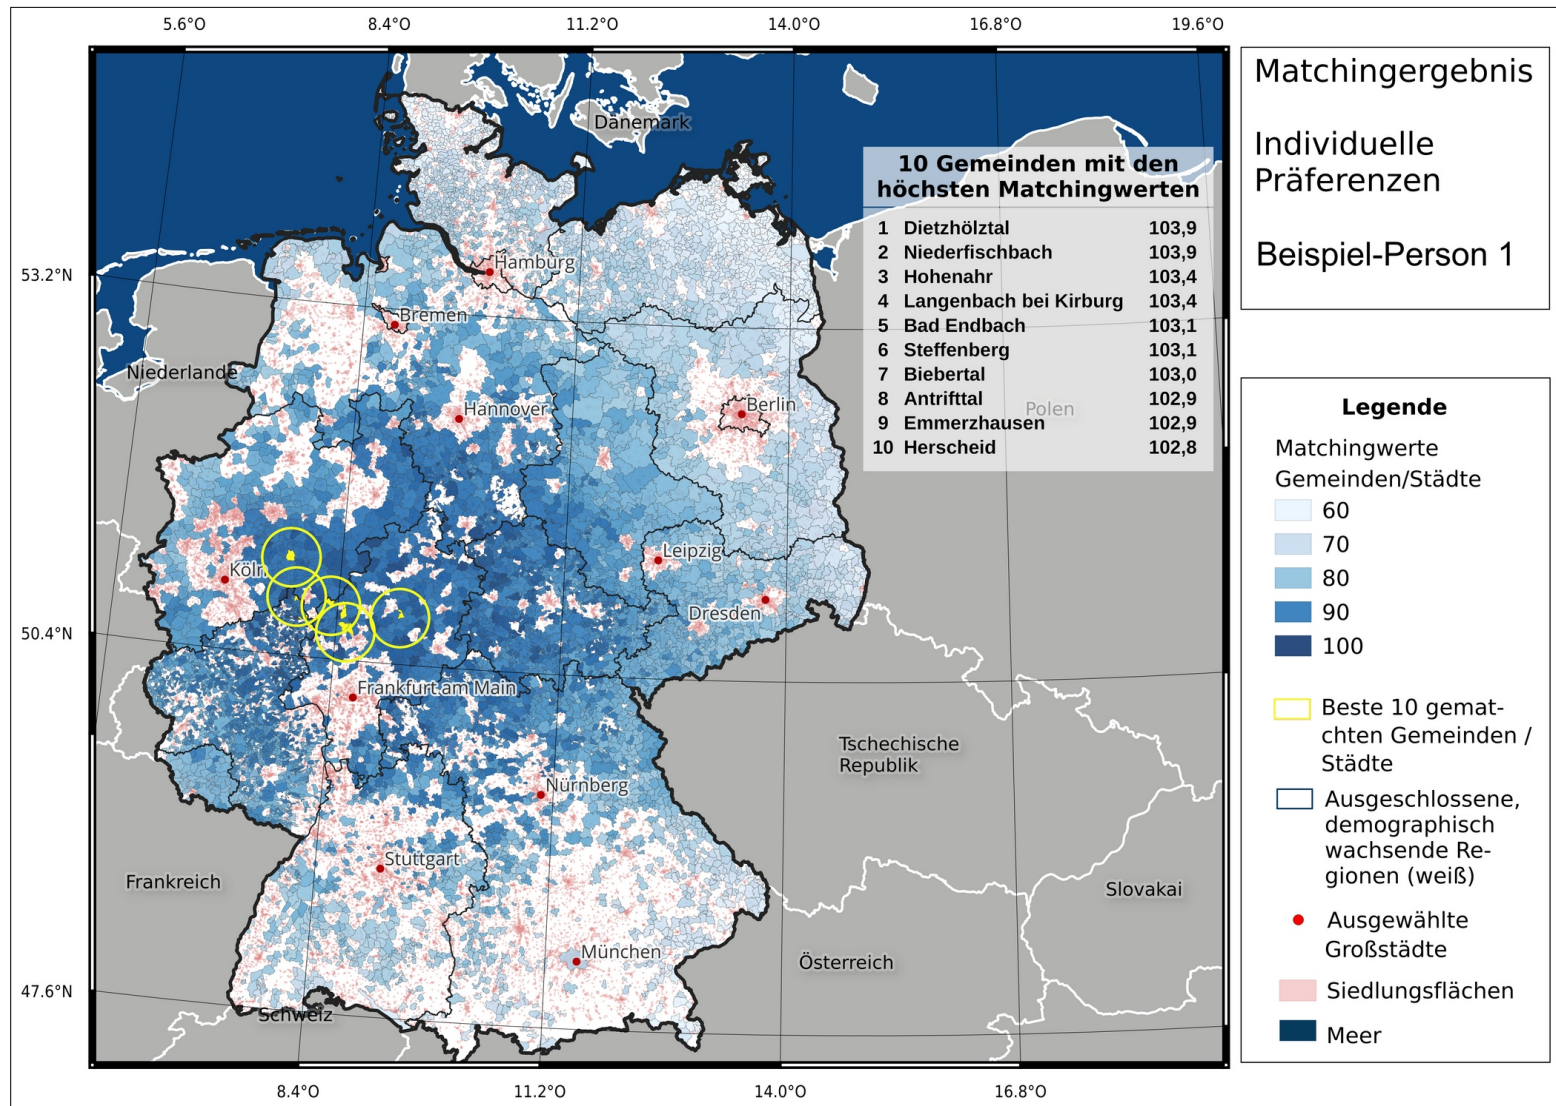 5.6°O 8.4°O 11.2°O 14.0°O 16.8°O 19.6°O
53.2°N
50.4°N
47.6°N
8.4°O 11.2°O 14.0°O 16.8°O
Dänemark
Hamburg
Bremen
Niederlande
Hannover
Berlin
Polen
Köln
Leipzig
Dresden
Frankfurt am Main
Tschechische
Republik
Nürnberg
Stuttgart
Frankreich
Slovakai
München
Österreich
Schweiz
10 Gemeinden mit den
höchsten Matchingwerten
1 Dietzhölztal 103,9
2 Niederfischbach 103,9
3 Hohenahr 103,4
4 Langenbach bei Kirburg 103,4
5 Bad Endbach 103,1
6 Steffenberg 103,1
7 Biebertal 103,0
8 Antrifttal 102,9
9 Emmerzhausen 102,9
10 Herscheid 102,8
Matchingergebnis
Individuelle
Präferenzen
Beispiel-Person 1
Legende
Matchingwerte
Gemeinden/Städte
60
70
80
90
100
Beste 10 gemat-
chten Gemeinden /
Städte
Ausgeschlossene,
demographisch
wachsende Re-
gionen (weiß)
Ausgewählte
Großstädte
Siedlungsflächen
Meer